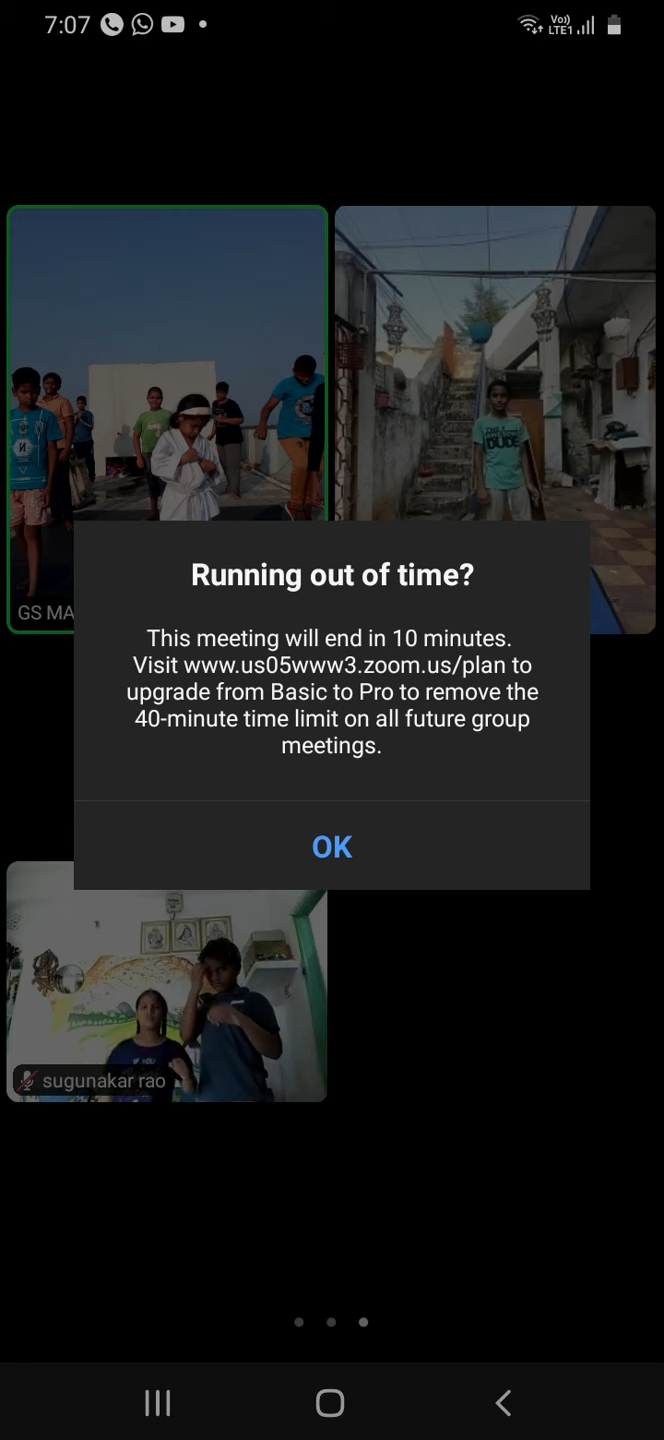 7:07
Vo))
LTE1
DUDE
GS MA
Running out of time?
This meeting will end in 10 minutes.
Visit www.us05www3.zoom.us/plan to
upgrade from Basic to Pro to remove the
40-minute time limit on all future group
meetings.
OK
sugunakar rao